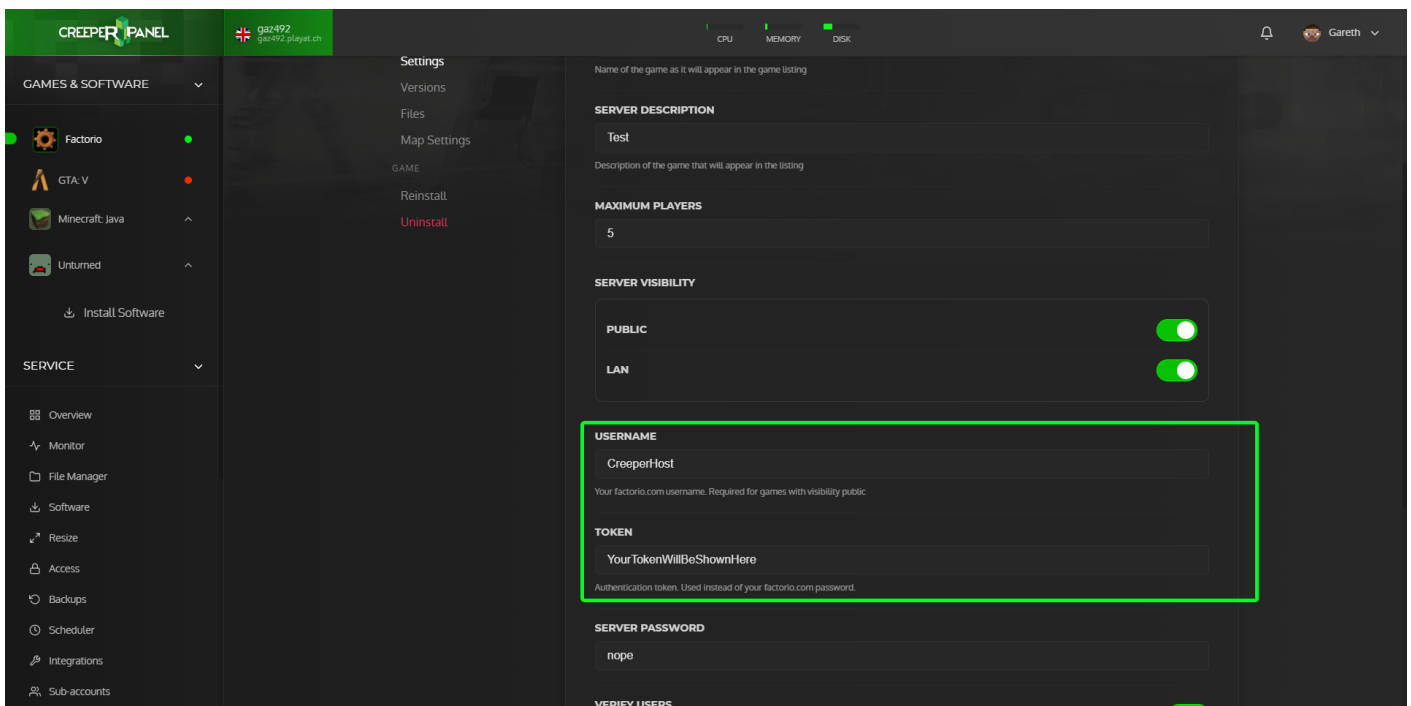 CREEPER PANEL
gaz492
gaz492.playat.ch
CPU
MEMORY
DISK
Gareth
GAMES & SOFTWARE
Factorio
GTA: V
Minecraft: Java
Unturned
Install Software
SERVICE
Overview
Monitor
File Manager
Software
Resize
Access
Backups
Scheduler
Integrations
Sub-accounts
Settings
Versions
Files
Map Settings
GAME
Reinstall
Uninstall
Name of the game as it will appear in the game listing
SERVER DESCRIPTION
Test
Description of the game that will appear in the listing
MAXIMUM PLAYERS
5
SERVER VISIBILITY
PUBLIC
LAN
USERNAME
CreeperHost
Your factorio.com username. Required for games with visibility public
TOKEN
YourTokenWillBeShownHere
Authentication token. Used instead of your factorio.com password.
SERVER PASSWORD
nope
VERIFY USERS